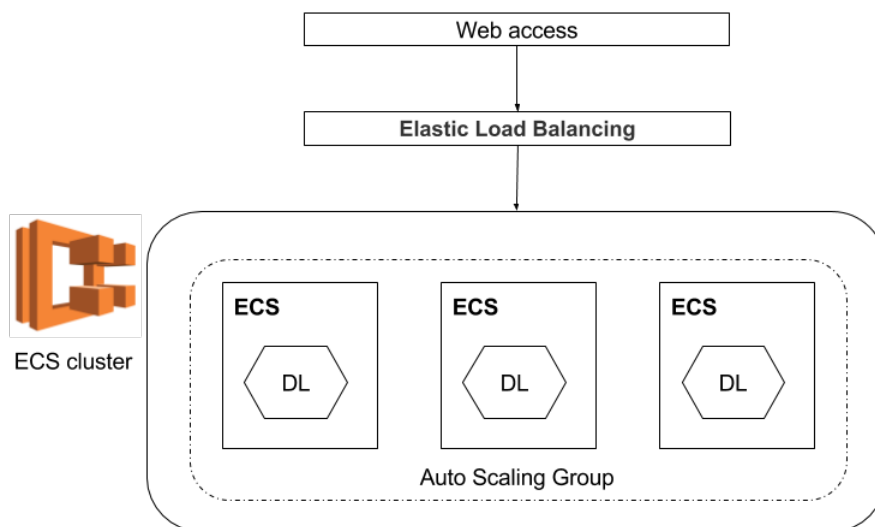 Web access
Elastic Load Balancing
ECS cluster
ECS
DL
ECS
DL
ECS
DL
Auto Scaling Group